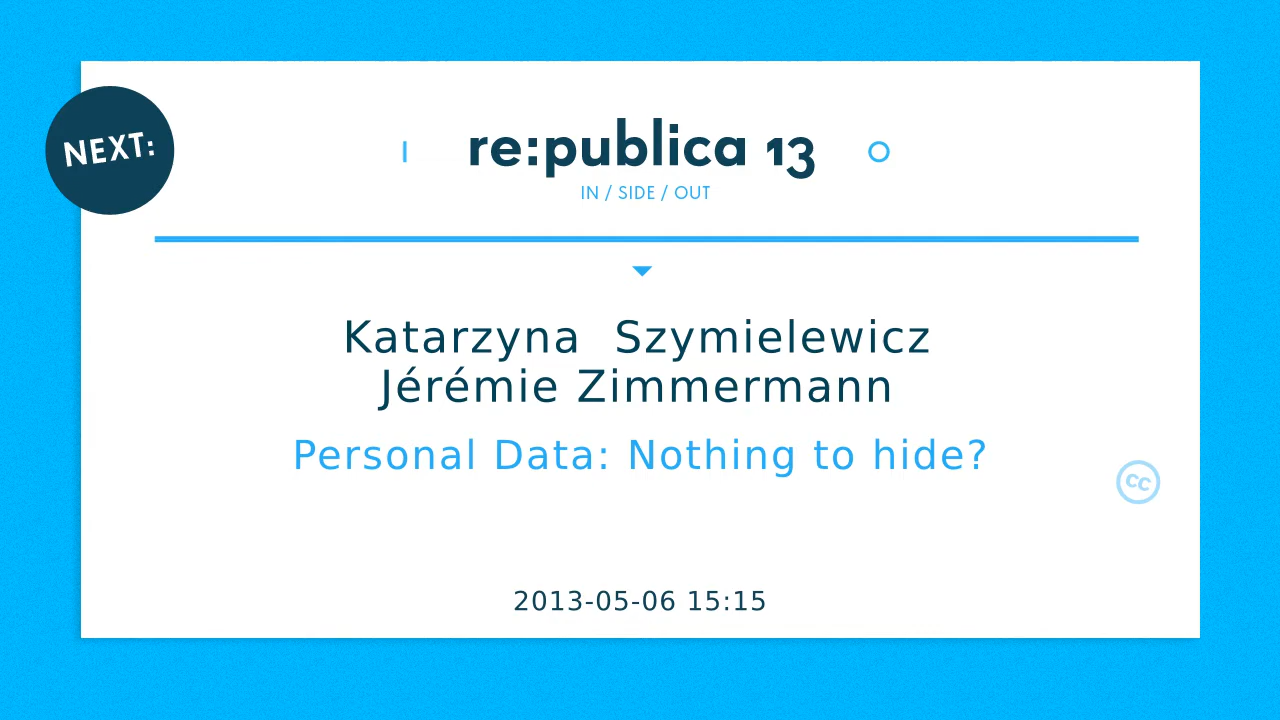 NEXT:
I re:publica 13 O
IN / SIDE / OUT
Katarzyna  Szymielewicz
Jérémie Zimmermann
Personal Data: Nothing to hide?
cc
2013-05-06 15:15